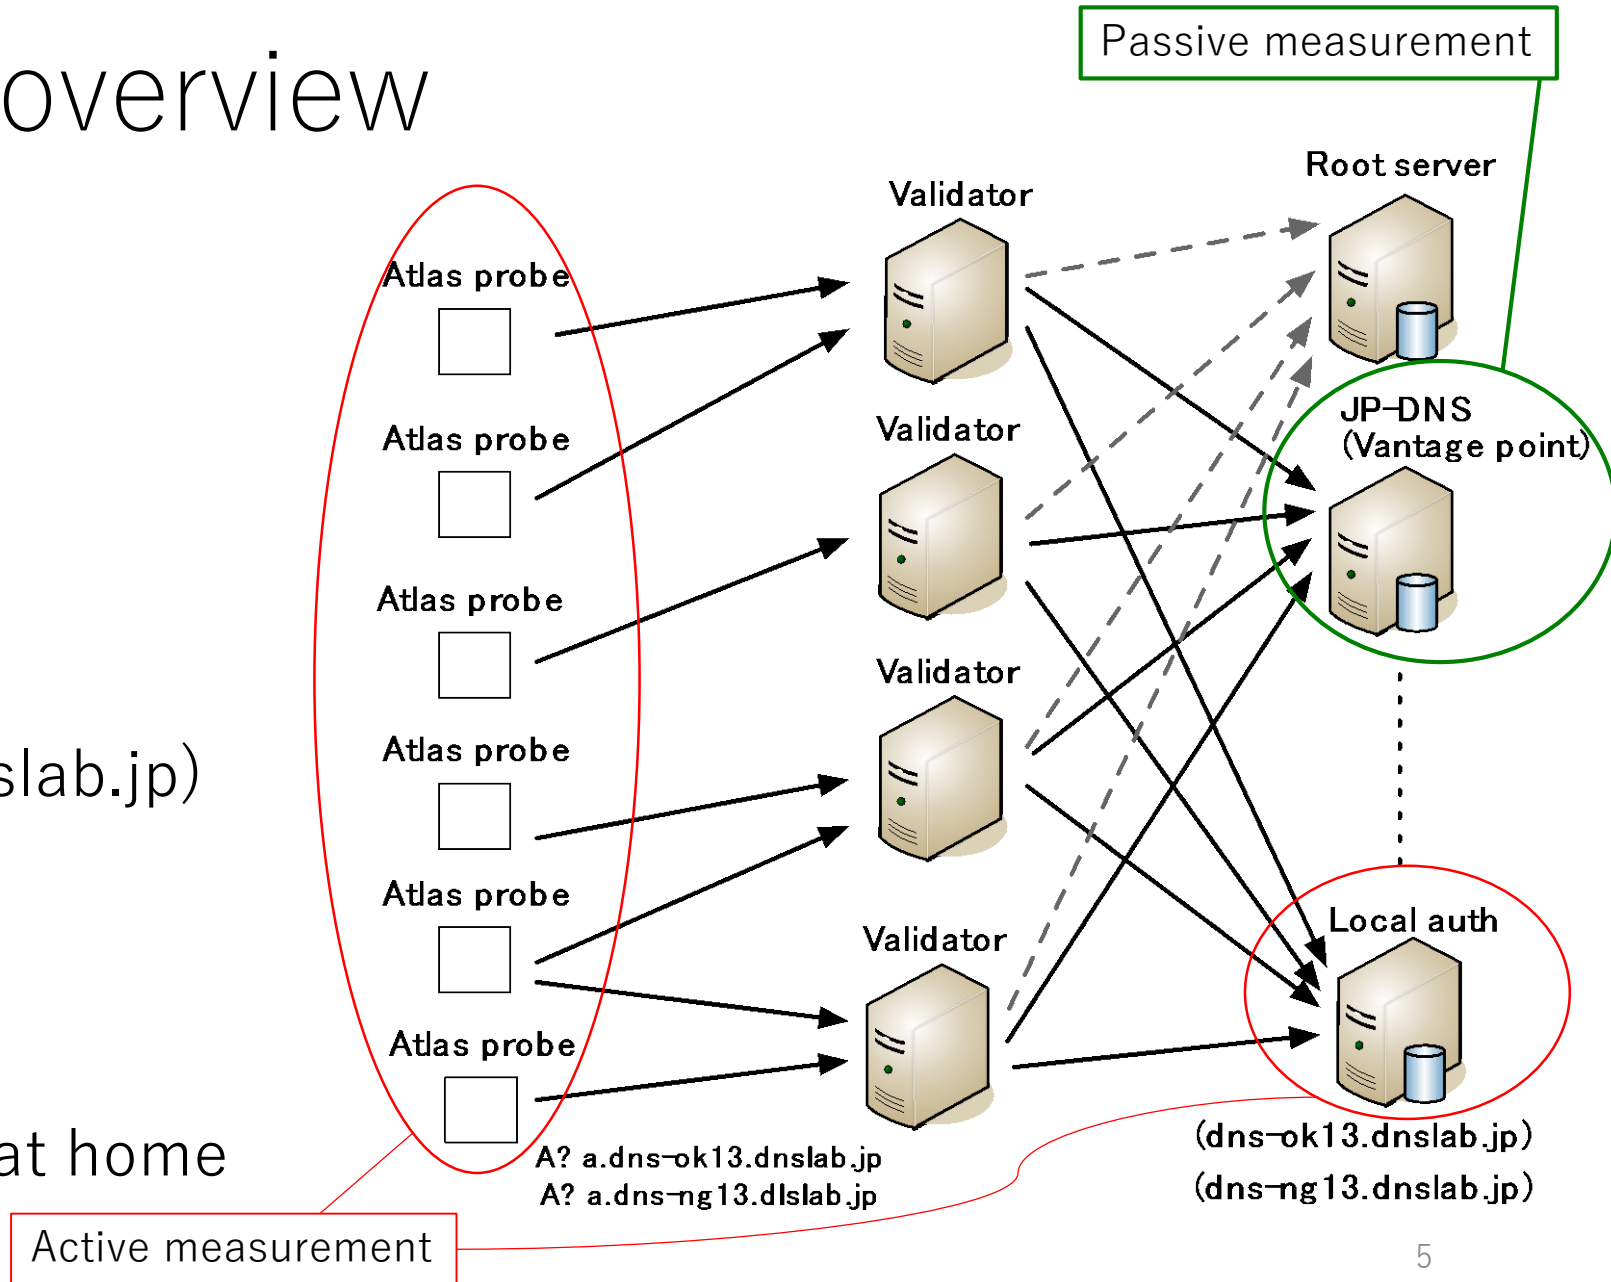 overview
Passive measurement
Root server
Validator
Atlas probe
JP-DNS
(Vantage point)
Atlas probe
Validator
Atlas probe
Validator
Atlas probe
slab.jp)
Atlas probe
Local auth
Validator
Atlas probe
at home
A? a.dns-ok13.dnslab.jp
A? a.dns-ng13.dlslab.jp
(dns-ok13.dnslab.jp)
(dns-ng13.dnslab.jp)
Active measurement
5